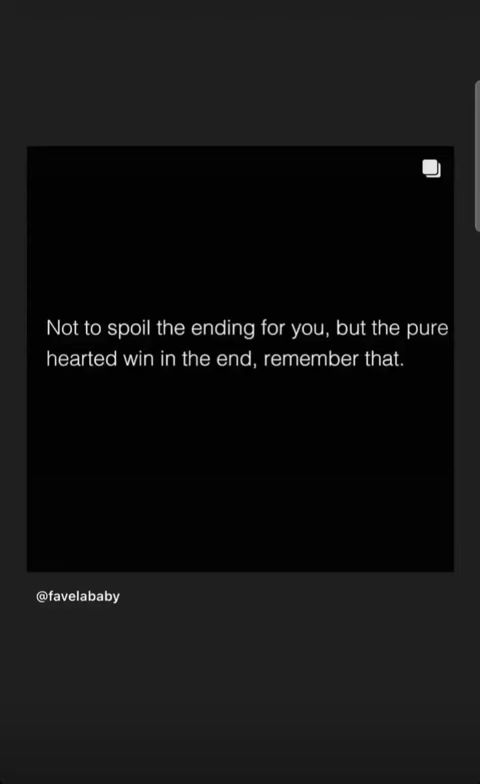 Not to spoil the ending for you, but the pure
hearted win in the end, remember that.
@favelababy